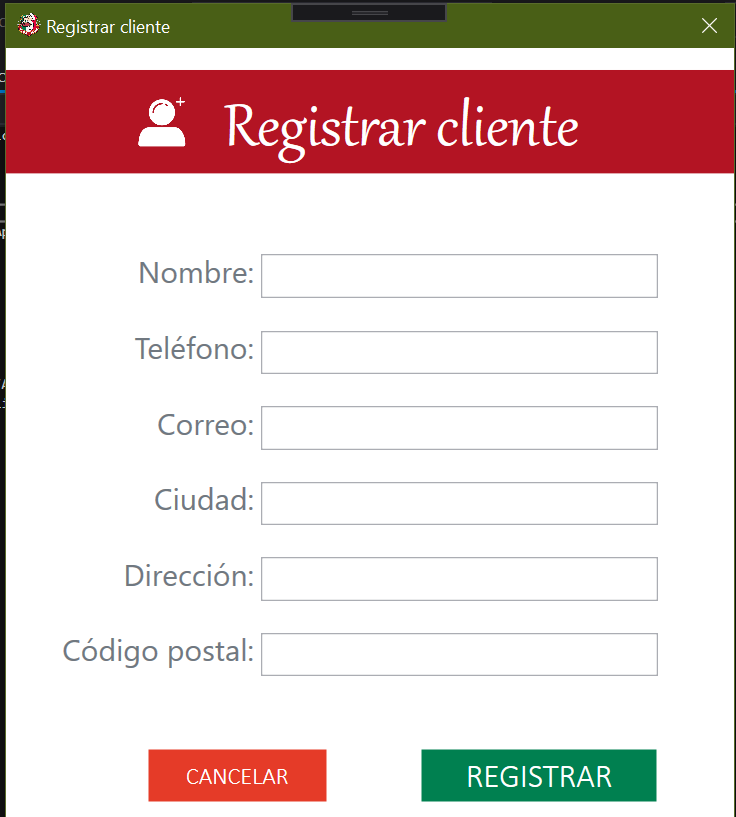 Registrar cliente
Registrar cliente
Nombre:
Teléfono:
Correo:
Ciudad:
Dirección:
Código postal:
CANCELAR
REGISTRAR